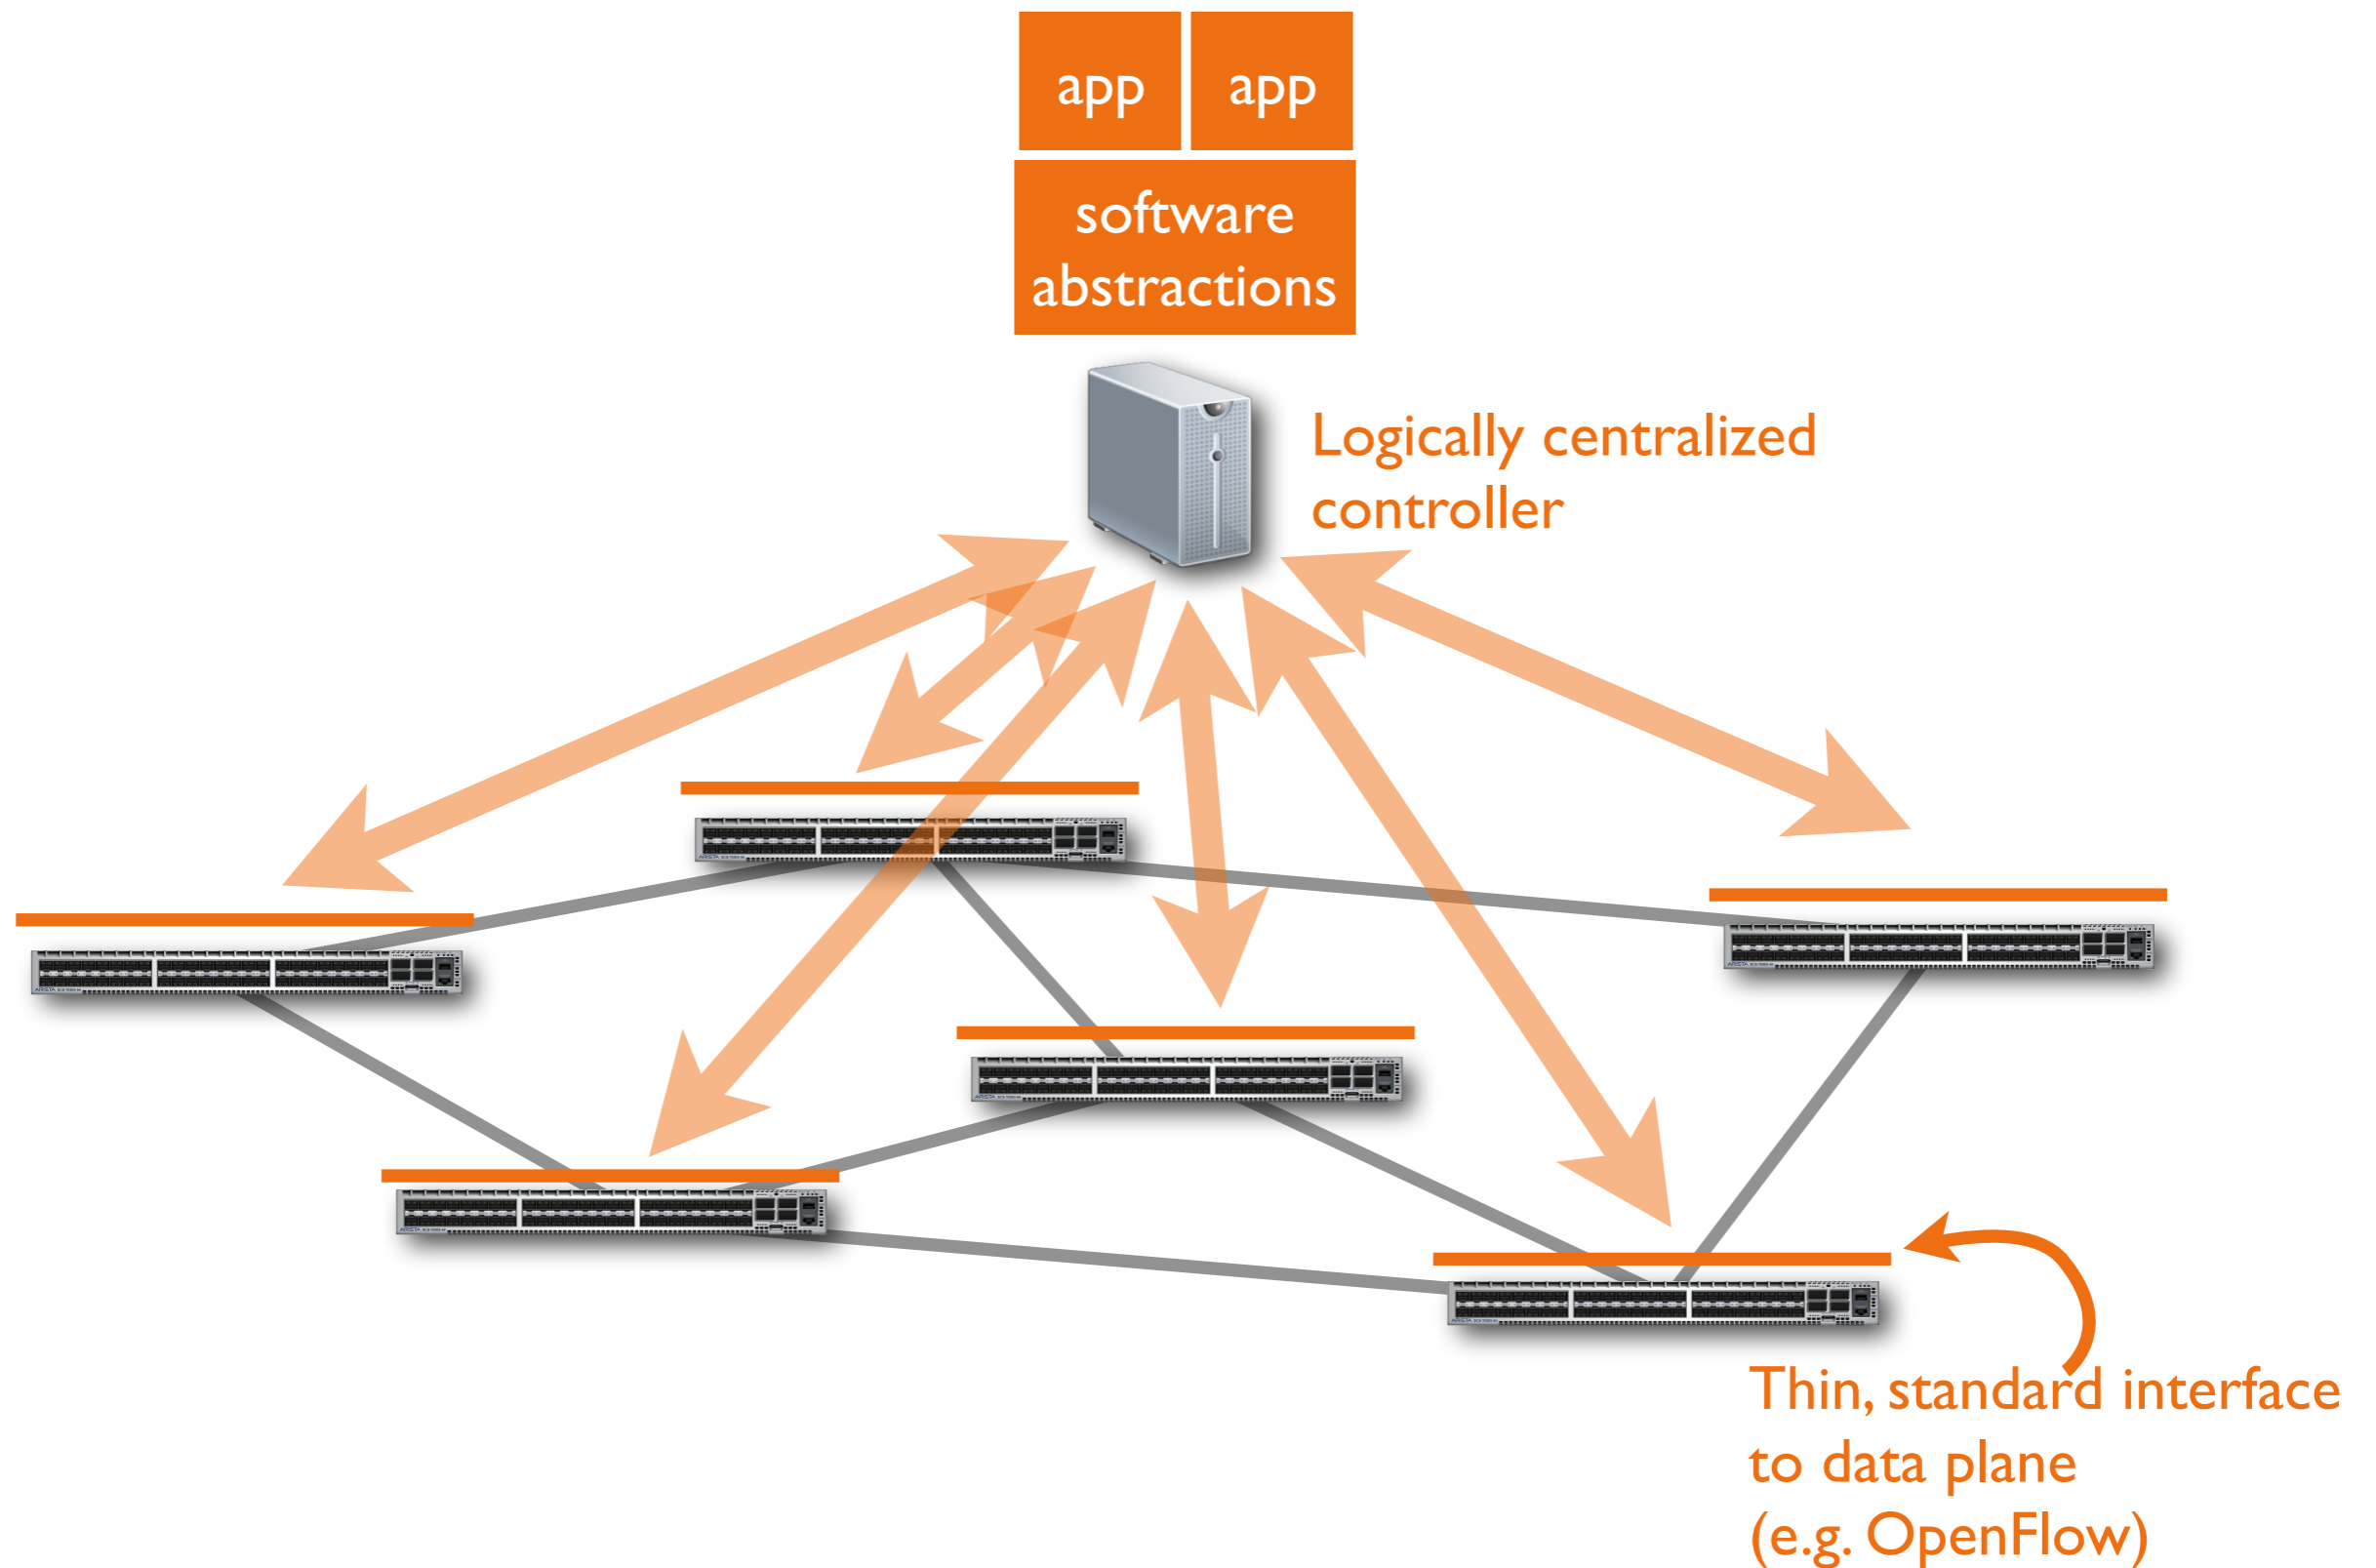 app app
software
abstractions
Logically centralized
controller
Thin, standard interface
to data plane
(e.g. OpenFlow)